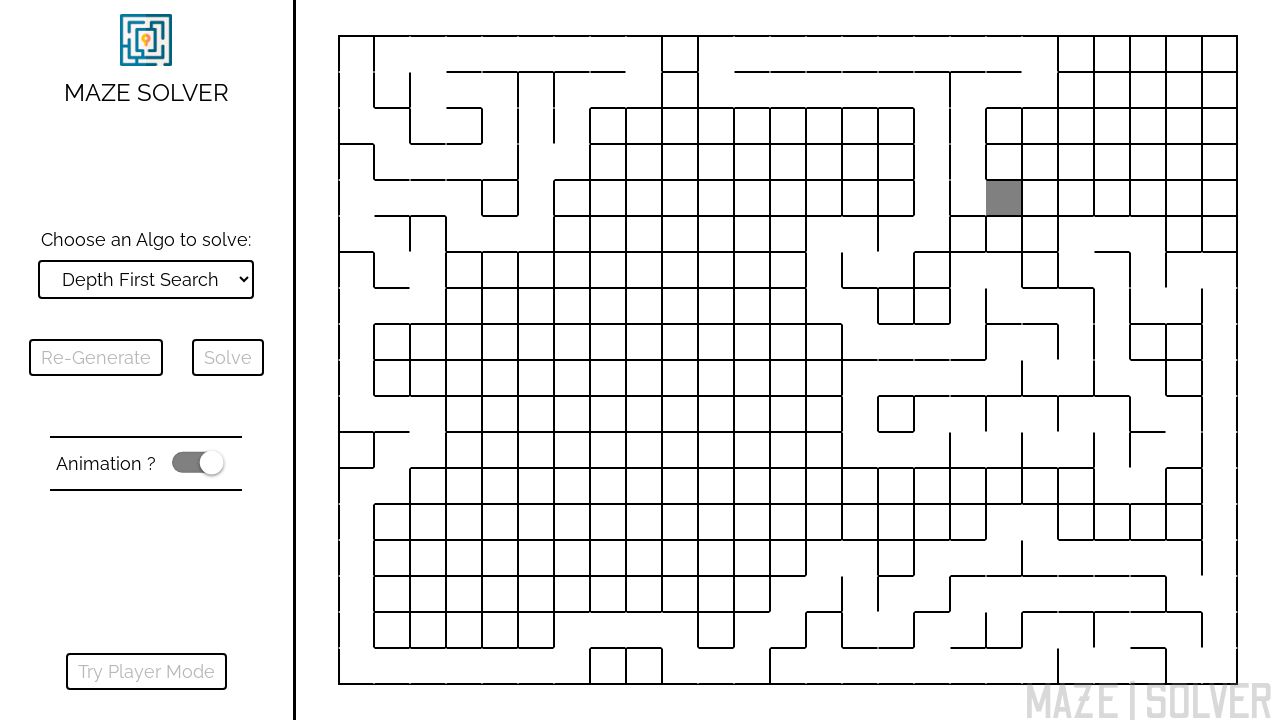 MAZE SOLVER
Choose an Algo to solve:
Depth First Search
Re-Generate
Solve
Animation ?
Try Player Mode
MAZE | SOLVER